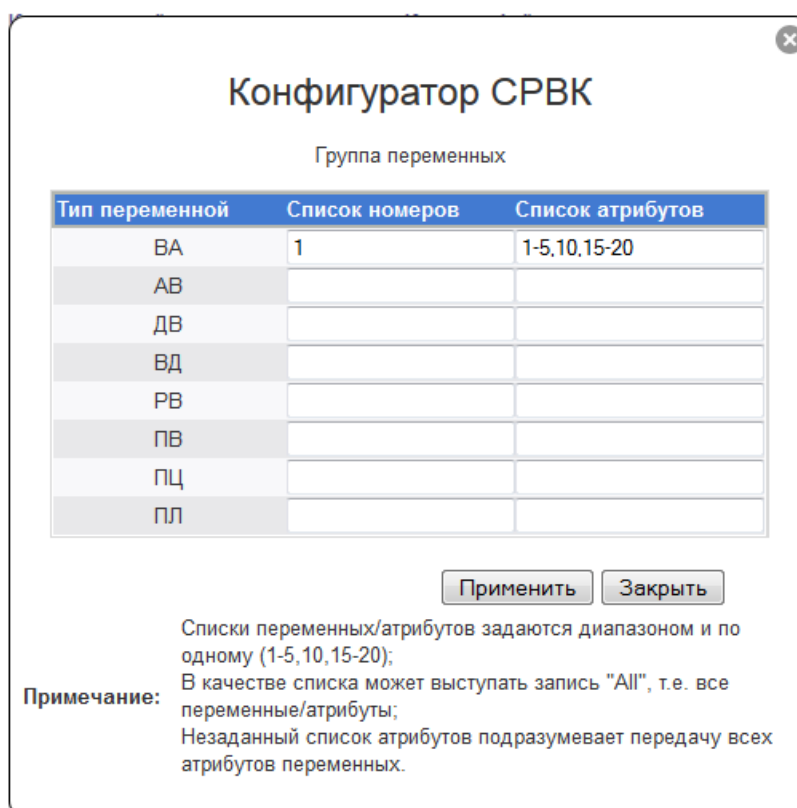 Конфигуратор СРВК
Группа переменных
Тип переменной Список номеров Список атрибутов
ВА 1 1-5,10,15-20
АВ
ДВ
ВД
РВ
ПВ
ПЦ
ПЛ
Применить Закрыть
Списки переменных/атрибутов задаются диапазоном и по
одному (1-5,10,15-20);
Примечание: В качестве списка может выступать запись "All", т.е. все
переменные/атрибуты;
Незаданный список атрибутов подразумевает передачу всех
атрибутов переменных.